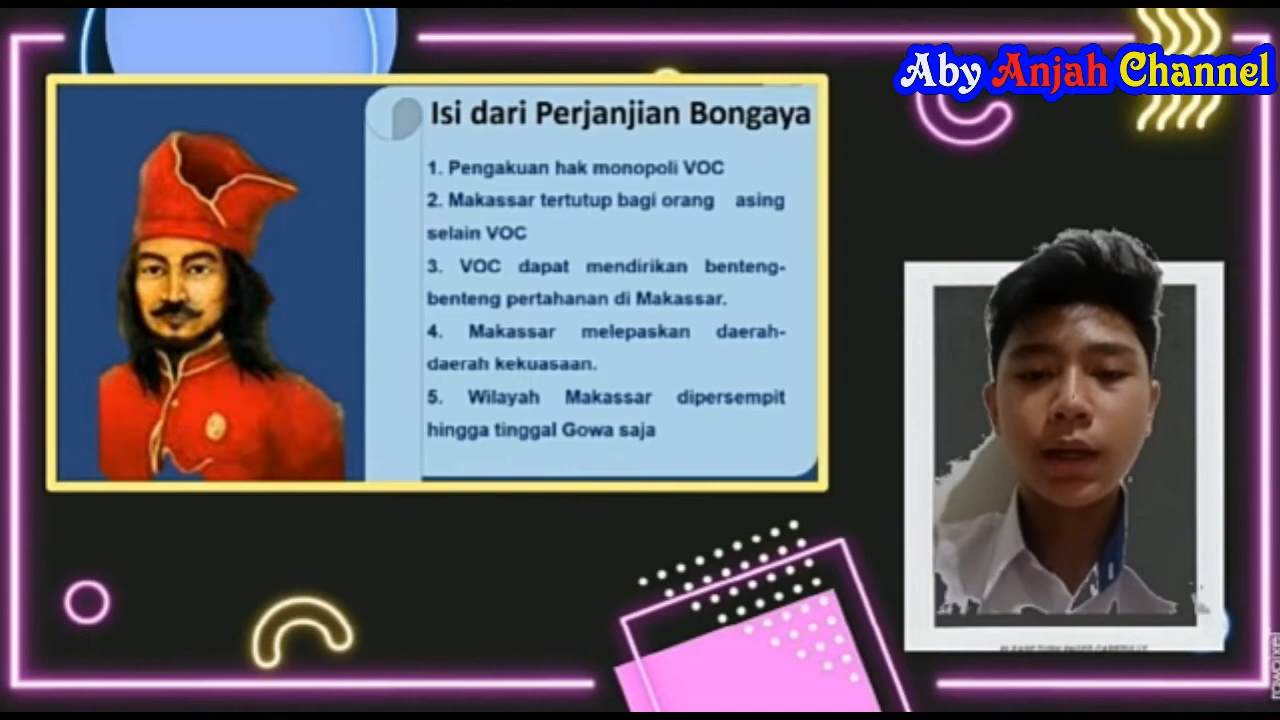 Aby Anjah Channel
Isi dari Perjanjian Bongaya
1. Pengakuan hak monopoli VOC
2. Makassar tertutup bagi orang asing
selain VOC
3. VOC dapat mendirikan benteng-
benteng pertahanan di Makassar.
4. Makassar melepaskan daerah-
daerah kekuasaan.
5. Wilayah Makassar dipersempit
hingga tinggal Gowa saja